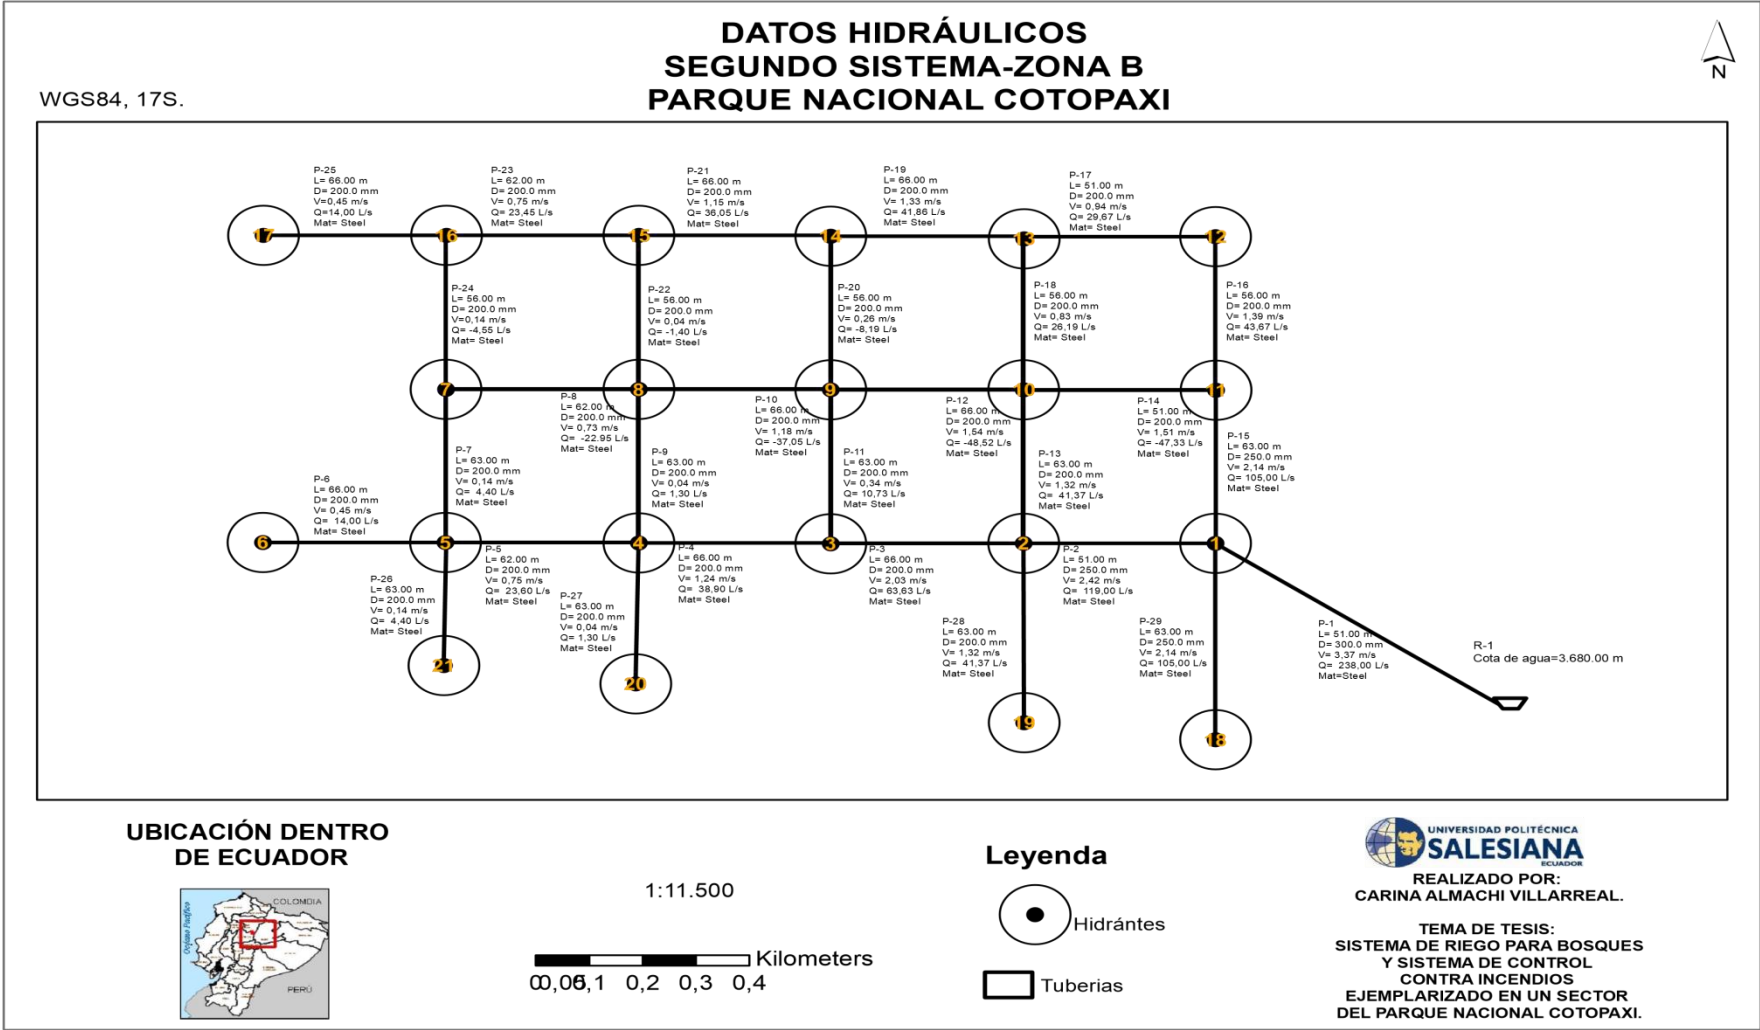 DATOS HIDRÁULICOS
SEGUNDO SISTEMA-ZONA B
PARQUE NACIONAL COTOPAXI
WGS84, 17S.
N
P-25
L= 66.00 m
D= 200.0 mm
V=0,45 m/s
Q=14,00 L/s
Mat= Steel
P-23
L= 62.00 m
D= 200.0 mm
V= 0,75 m/s
Q= 23,45 L/s
Mat= Steel
P-21
L= 66.00 m
D= 200.0 mm
V= 1,15 m/s
Q= 36,05 L/s
Mat= Steel
P-19
L= 66.00 m
D= 200.0 mm
V= 1,33 m/s
Q= 41,86 L/s
Mat= Steel
P-17
L= 51.00 m
D= 200.0 mm
V= 0,94 m/s
Q= 29,67 L/s
Mat= Steel
17
16
15
14
13
12
P-24
L= 56.00 m
D= 200.0 mm
V=0,14 m/s
Q= -4,55 L/s
Mat= Steel
P-22
L= 56.00 m
D= 200.0 mm
V= 0,04 m/s
Q= -1,40 L/s
Mat= Steel
P-20
L= 56.00 m
D= 200.0 mm
V= 0,26 m/s
Q= -8,19 L/s
Mat= Steel
P-18
L= 56.00 m
D= 200.0 mm
V= 0,83 m/s
Q= 26,19 L/s
Mat= Steel
P-16
L= 56.00 m
D= 200.0 mm
V= 1,39 m/s
Q= 43,67 L/s
Mat= Steel
7
8
9
10
11
P-8
L= 62.00 m
D= 200.0 mm
V= 0,73 m/s
Q= -22.95 L/s
Mat= Steel
P-10
L= 66.00 m
D= 200.0 mm
V= 1,18 m/s
Q= -37,05 L/s
Mat= Steel
P-12
L= 66.00 m
D= 200.0 mm
V= 1,54 m/s
Q= -48,52 L/s
Mat= Steel
P-14
L= 51.00 m
D= 200.0 mm
V= 1,51 m/s
Q= -47,33 L/s
Mat= Steel
P-6
L= 66.00 m
D= 200.0 mm
V= 0,45 m/s
Q= 14,00 L/s
Mat= Steel
P-7
L= 63.00 m
D= 200.0 mm
V= 0,14 m/s
Q= 4,40 L/s
Mat= Steel
P-9
L= 63.00 m
D= 200.0 mm
V= 0,04 m/s
Q= 1,30 L/s
Mat= Steel
P-11
L= 63.00 m
D= 200.0 mm
V= 0,34 m/s
Q= 10,73 L/s
Mat= Steel
P-13
L= 63.00 m
D= 200.0 mm
V= 1,32 m/s
Q= 41,37 L/s
Mat= Steel
P-15
L= 63.00 m
D= 250.0 mm
V= 2,14 m/s
Q= 105,00 L/s
Mat= Steel
6
5
4
3
2
1
P-26
L= 63.00 m
D= 200.0 mm
V= 0,14 m/s
Q= 4,40 L/s
Mat= Steel
P-5
L= 62.00 m
D= 200.0 mm
V= 0,75 m/s
Q= 23,60 L/s
Mat= Steel
P-27
L= 63.00 m
D= 200.0 mm
V= 0,04 m/s
Q= 1,30 L/s
Mat= Steel
P-4
L= 66.00 m
D= 200.0 mm
V= 1,24 m/s
Q= 38,90 L/s
Mat= Steel
P-3
L= 66.00 m
D= 200.0 mm
V= 2,03 m/s
Q= 63,63 L/s
Mat= Steel
P-2
L= 51.00 m
D= 250.0 mm
V= 2,42 m/s
Q= 119,00 L/s
Mat= Steel
P-28
L= 63.00 m
D= 200.0 mm
V= 1,32 m/s
Q= 41,37 L/s
Mat= Steel
P-29
L= 63.00 m
D= 250.0 mm
V= 2,14 m/s
Q= 105,00 L/s
Mat= Steel
P-1
L= 51.00 m
D= 300.0 mm
V= 3,37 m/s
Q= 238,00 L/s
Mat=Steel
R-1
Cota de agua=3.680.00 m
21
20
19
18
UBICACIÓN DENTRO
DE ECUADOR
Océano Pacífico
COLOMBIA
PERÚ
1:11.500
Kilometers
0 0,05 0,1 0,2 0,3 0,4
Leyenda
Hidrántes
Tuberias
UNIVERSIDAD POLITÉCNICA
SALESIANA
ECUADOR
REALIZADO POR:
CARINA ALMACHI VILLARREAL.
TEMA DE TESIS:
SISTEMA DE RIEGO PARA BOSQUES
Y SISTEMA DE CONTROL
CONTRA INCENDIOS
EJEMPLARIZADO EN UN SECTOR
DEL PARQUE NACIONAL COTOPAXI.